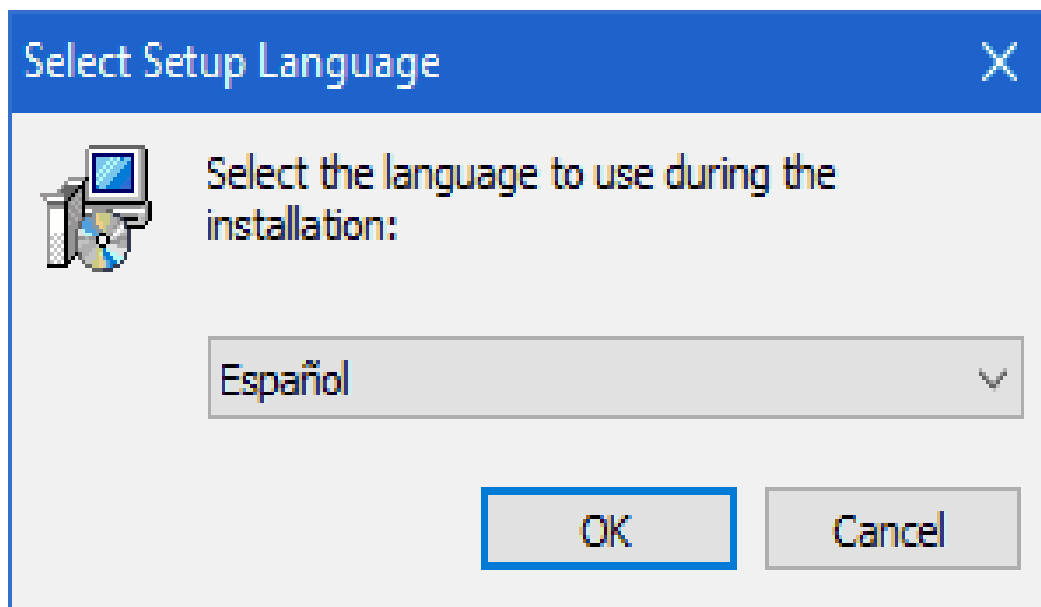 Select Setup Language
Select the language to use during the
installation:
Español
OK
Cancel